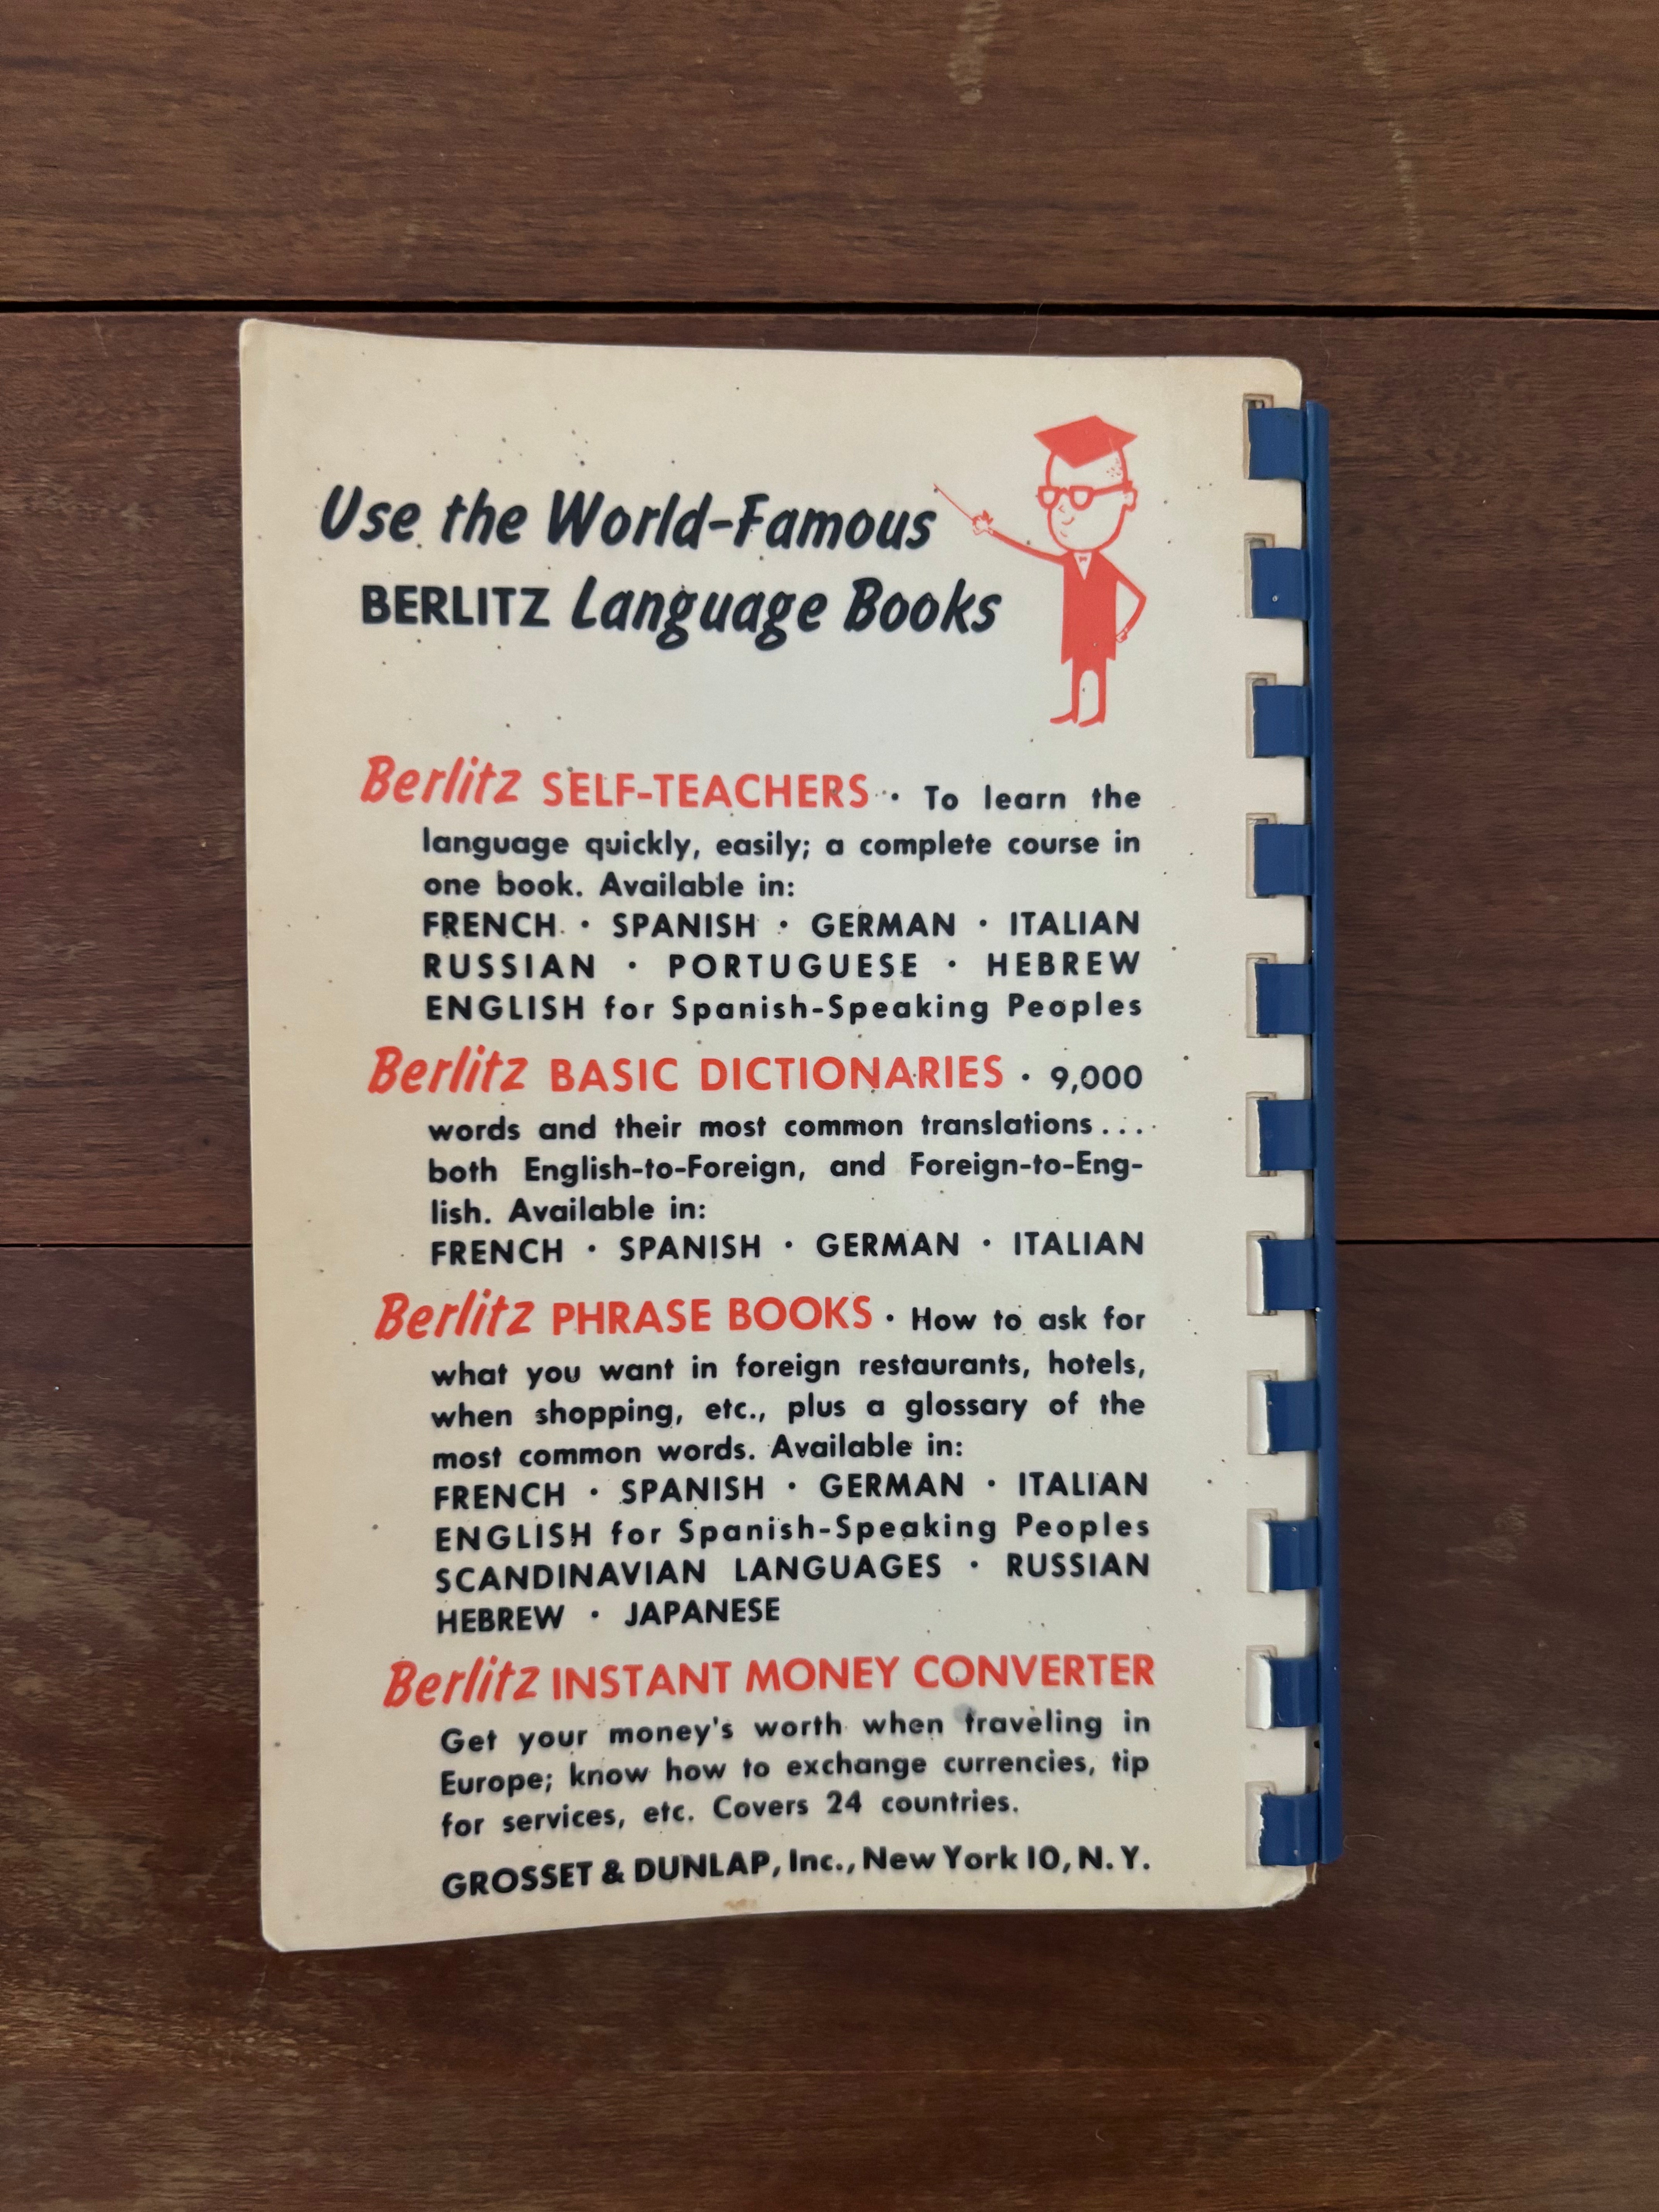 Use the World-Famous
BERLITZ Language Books
Berlitz SELF-TEACHERS · To learn the
language quickly, easily; a complete course in
one book. Available in:
FRENCH · SPANISH · GERMAN · ITALIAN
RUSSIAN · PORTUGUESE · HEBREW
ENGLISH for Spanish-Speaking Peoples
Berlitz BASIC DICTIONARIES · 9,000
words and their most common translations...
both English-to-Foreign, and Foreign-to-Eng-
lish. Available in:
FRENCH · SPANISH · GERMAN · ITALIAN
Berlitz PHRASE BOOKS · How to ask for
what you want in foreign restaurants, hotels,
when shopping, etc., plus a glossary of the
most common words. Available in:
FRENCH · SPANISH · GERMAN · ITALIAN
ENGLISH for Spanish-Speaking Peoples
SCANDINAVIAN LANGUAGES · RUSSIAN
HEBREW · JAPANESE
Berlitz INSTANT MONEY CONVERTER
Get your money's worth when traveling in
Europe; know how to exchange currencies, tip
for services, etc. Covers 24 countries.
GROSSET & DUNLAP, Inc., New York 10, N. Y.